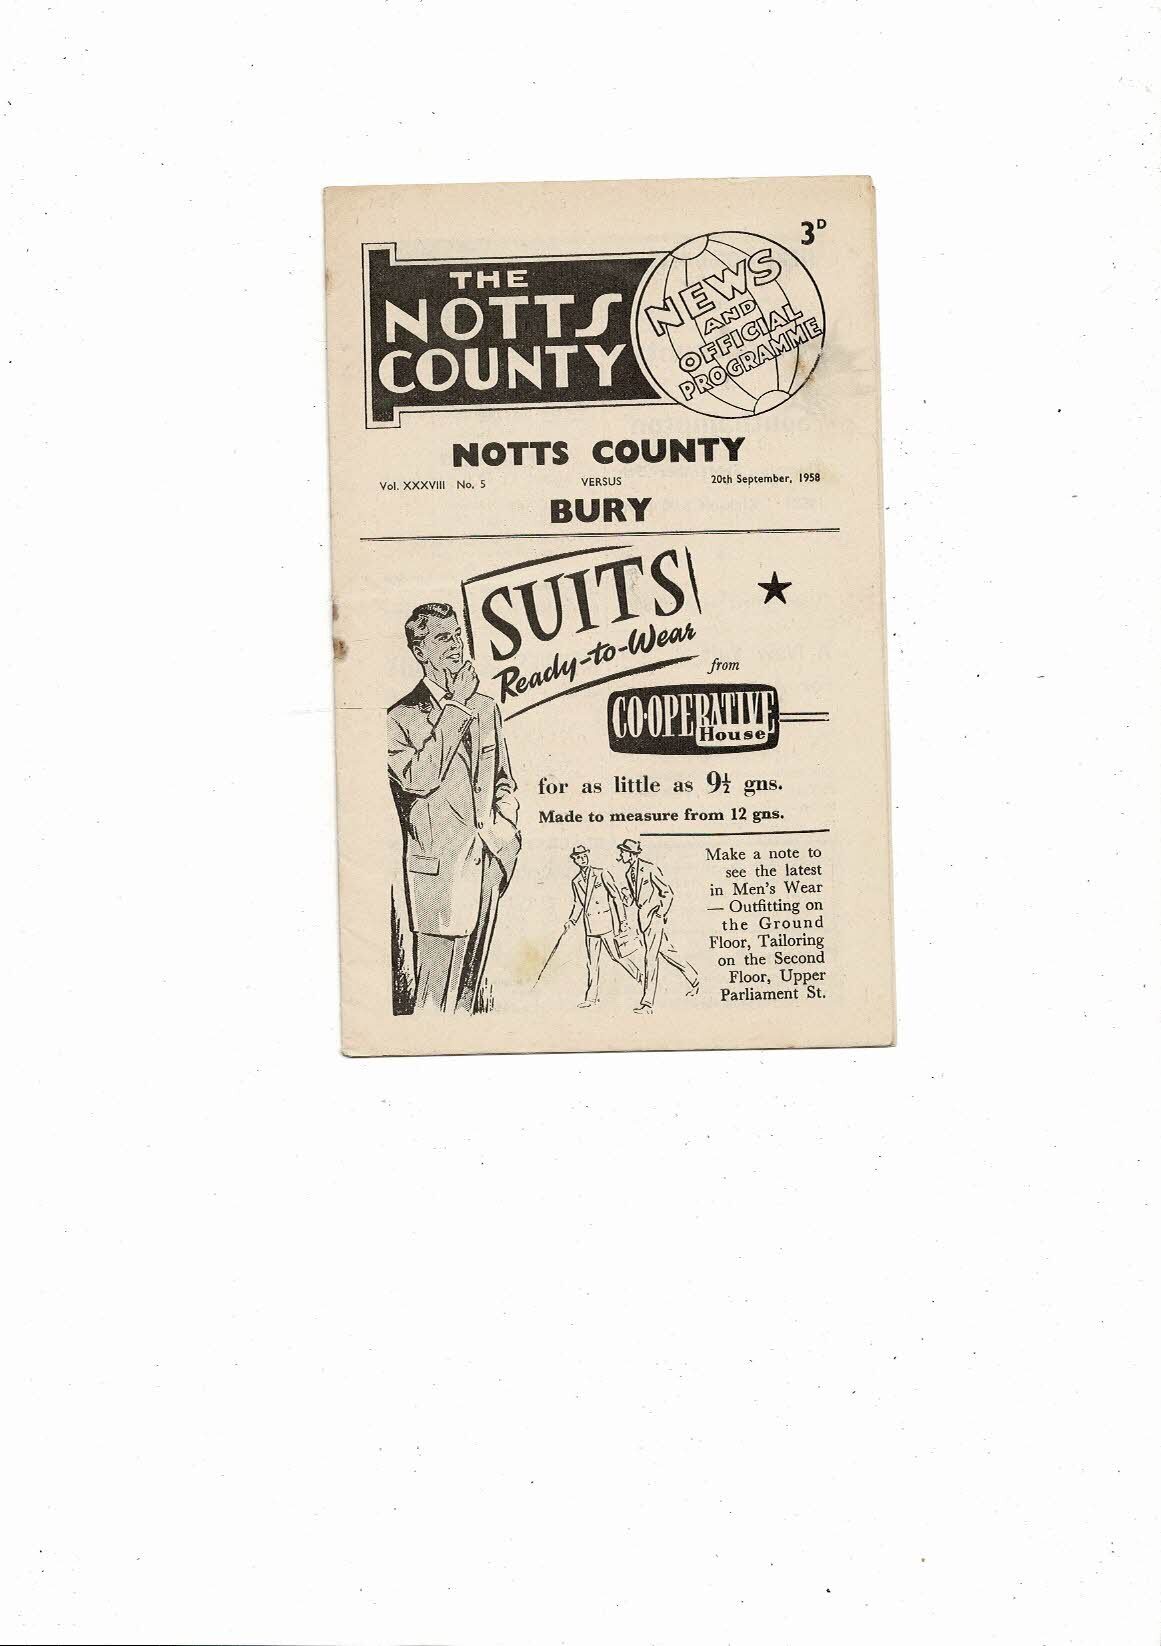 3D
THE
NOTTS
COUNTY
NEWS
AND
OFFICIAL
PROGRAMME
NOTTS COUNTY
Vol. XXXVIII No. 5 VERSUS 20th September, 1958
BURY
SUITS
Ready-to-Wear
from
CO-OPERATIVE
House
for as little as 9½ gns.
Made to measure from 12 gns.
Make a note to
see the latest
in Men's Wear
— Outfitting on
the Ground
Floor, Tailoring
on the Second
Floor, Upper
Parliament St.